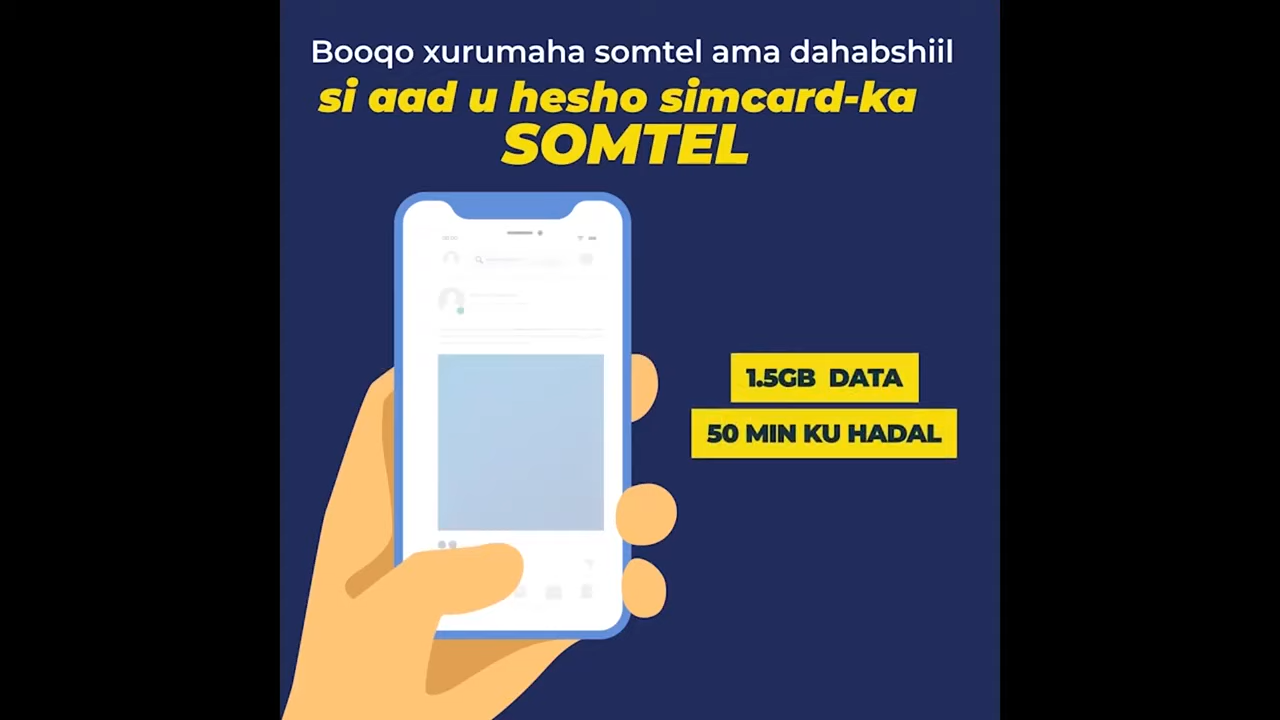 Booqo xurumaha somtel ama dahabshiil
si aad u hesho simcard-ka
SOMTEL
1.5GB DATA
50 MIN KU HADAL